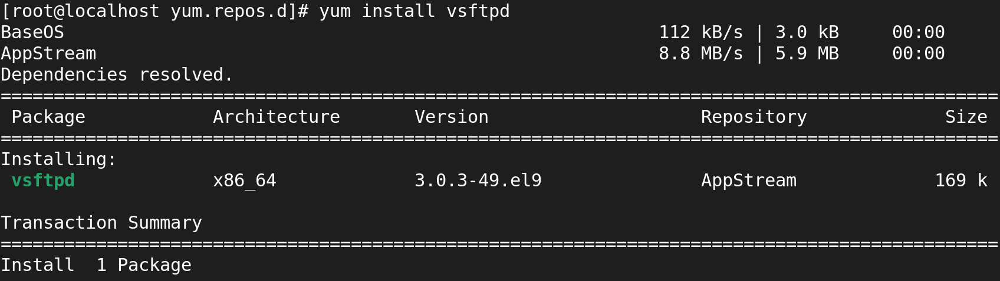 [root@localhost yum.repos.d]# yum install vsftpd
BaseOS                                                        112 kB/s | 3.0 kB     00:00
AppStream                                                     8.8 MB/s | 5.9 MB     00:00
Dependencies resolved.
==============================================================================================
 Package            Architecture       Version                    Repository             Size
==============================================================================================
Installing:
 vsftpd             x86_64             3.0.3-49.el9               AppStream             169 k

Transaction Summary
==============================================================================================
Install  1 Package